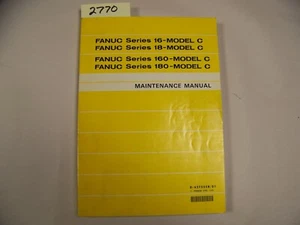 2770
FANUC Series 16-MODEL C
FANUC Series 18-MODEL C
FANUC Series 160-MODEL C
FANUC Series 180-MODEL C
MAINTENANCE MANUAL